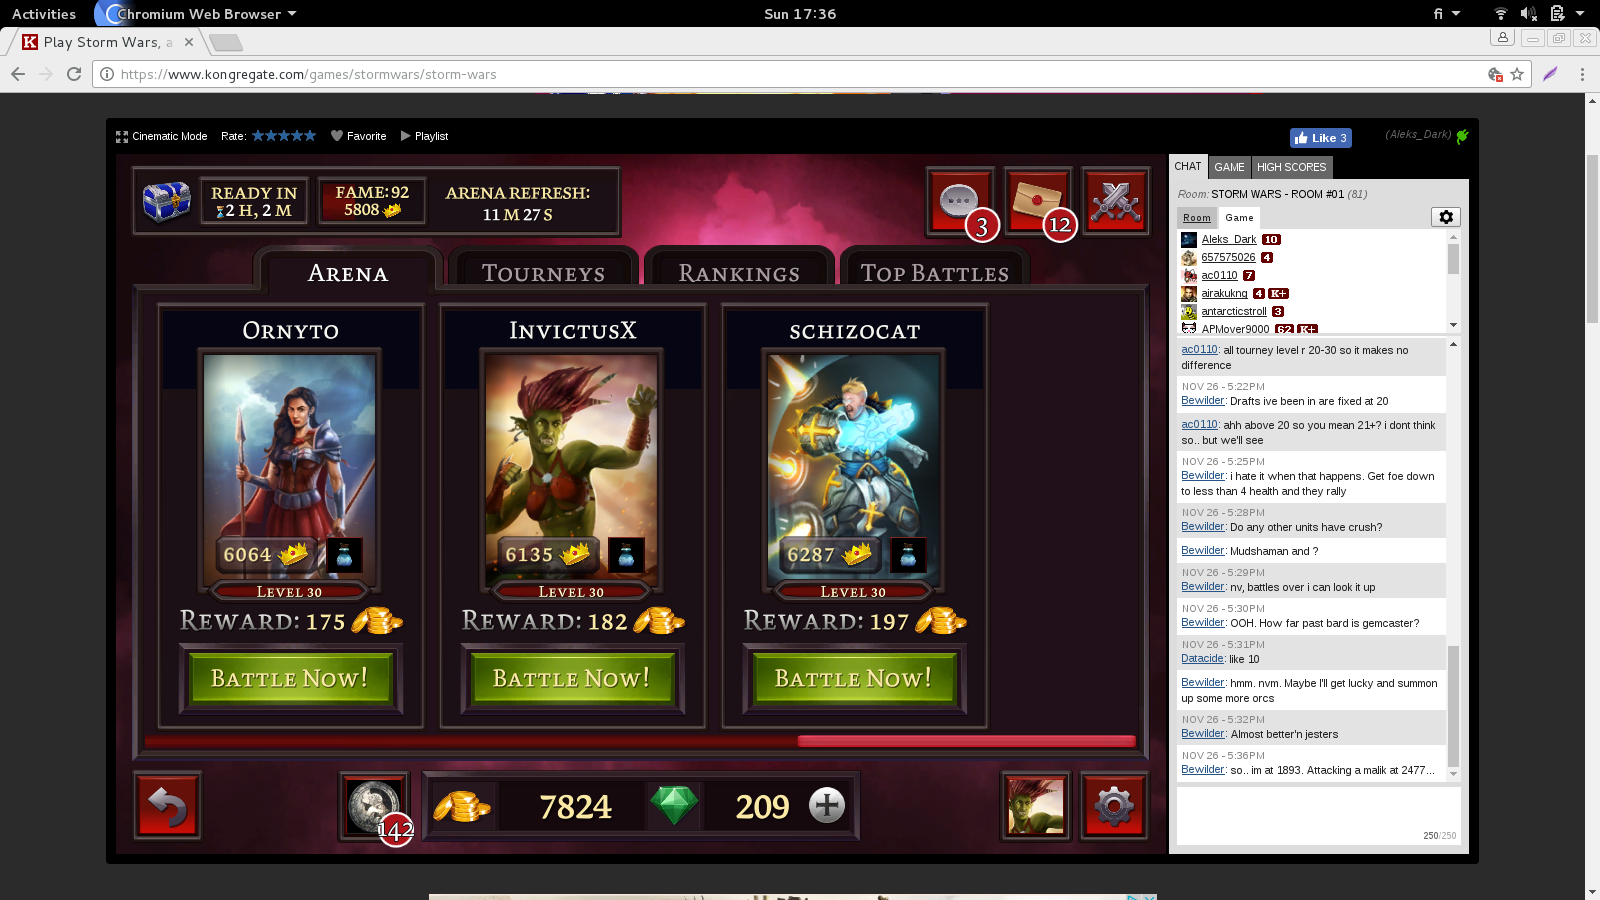 Activities
Chromium Web Browser
Sun 17:36
fi
Play Storm Wars, a
https://www.kongregate.com/games/stormwars/storm-wars
Cinematic Mode
Rate:
Favorite
Playlist
Like 3
(Aleks_Dark)
READY IN
2 H, 2 M
FAME: 92
5808
ARENA REFRESH:
11 M 27 S
3
12
ARENA
TOURNEYS
RANKINGS
TOP BATTLES
ORNYTO
6064
LEVEL 30
REWARD: 175
BATTLE NOW!
INVICTUSX
6135
LEVEL 30
REWARD: 182
BATTLE NOW!
SCHIZOCAT
6287
LEVEL 30
REWARD: 197
BATTLE NOW!
142
7824
209
CHAT
GAME
HIGH SCORES
Room: STORM WARS - ROOM #01 (81)
Room
Game
Aleks_Dark 10
657575026 4
ac0110 7
airakukng 4 K+
antarcticstroll 3
APMover9000 62 K+
ac0110: all tourney level r 20-30 so it makes no
difference
NOV 26 - 5:22PM
Bewilder: Drafts ive been in are fixed at 20
ac0110: ahh above 20 so you mean 21+? i dont think
so.. but we'll see
NOV 26 - 5:25PM
Bewilder: i hate it when that happens. Get foe down
to less than 4 health and they rally
NOV 26 - 5:28PM
Bewilder: Do any other units have crush?
Bewilder: Mudshaman and ?
NOV 26 - 5:29PM
Bewilder: nv, battles over i can look it up
NOV 26 - 5:30PM
Bewilder: OOH. How far past bard is gemcaster?
NOV 26 - 5:31PM
Datacide: like 10
Bewilder: hmm. nvm. Maybe I'll get lucky and summon
up some more orcs
NOV 26 - 5:32PM
Bewilder: Almost better'n jesters
NOV 26 - 5:36PM
Bewilder: so.. im at 1893. Attacking a malik at 2477...
250/250